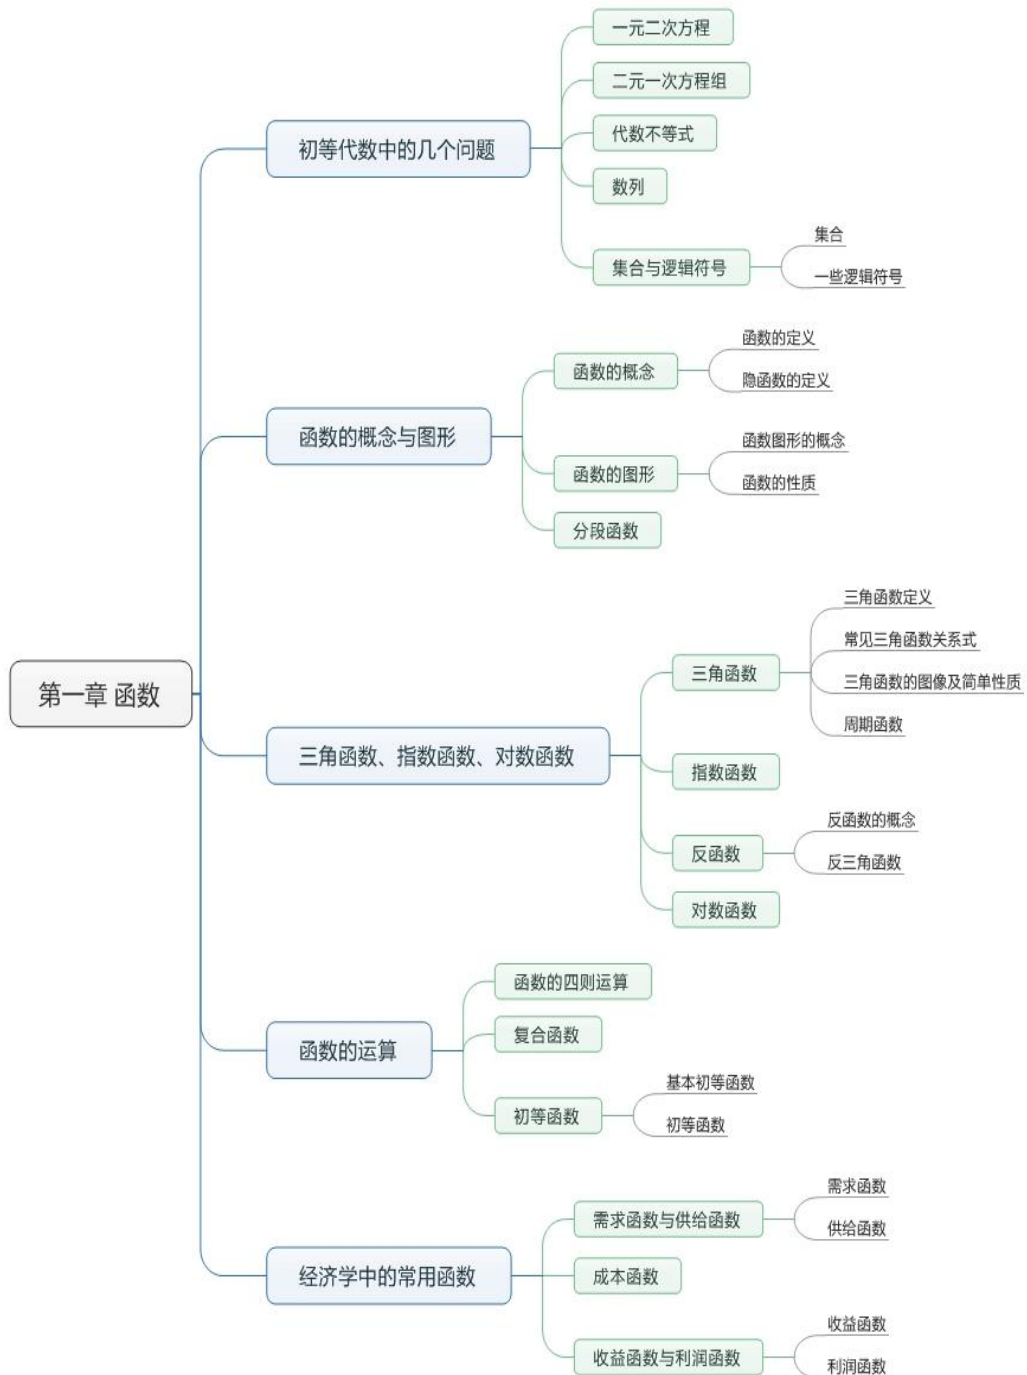 第一章 函数
初等代数中的几个问题
一元二次方程
二元一次方程组
代数不等式
数列
集合与逻辑符号
集合
一些逻辑符号
函数的概念与图形
函数的概念
函数的定义
隐函数的定义
函数的图形
函数图形的概念
函数的性质
分段函数
三角函数、指数函数、对数函数
三角函数
三角函数定义
常见三角函数关系式
三角函数的图像及简单性质
周期函数
指数函数
反函数
反函数的概念
反三角函数
对数函数
函数的运算
函数的四则运算
复合函数
初等函数
基本初等函数
初等函数
经济学中的常用函数
需求函数与供给函数
需求函数
供给函数
成本函数
收益函数与利润函数
收益函数
利润函数